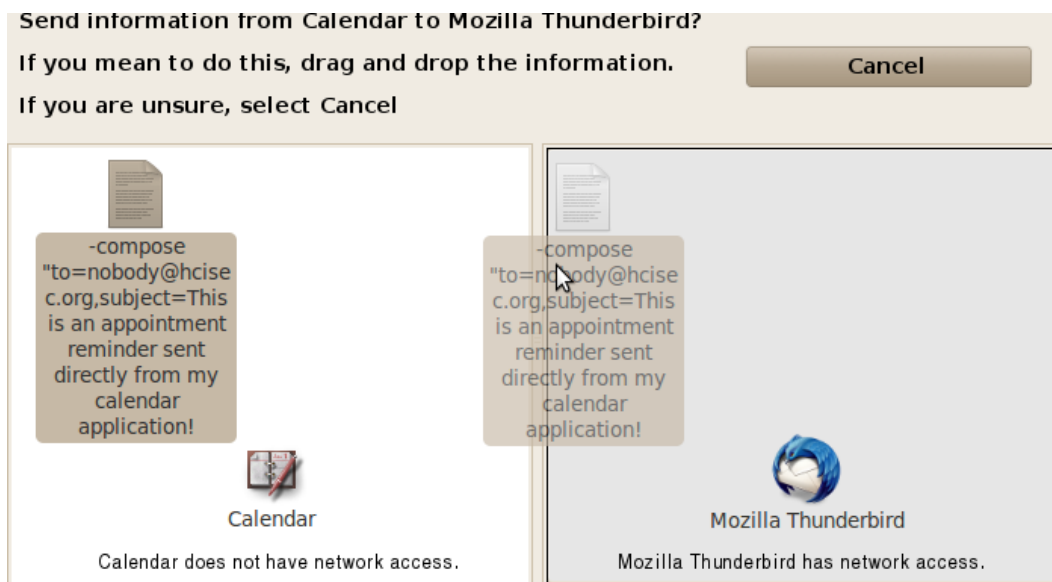 Send information from Calendar to Mozilla Thunderbird?
If you mean to do this, drag and drop the information.
Cancel
If you are unsure, select Cancel
-compose
"to=nobody@hcise
c.org,subject=This
is an appointment
reminder sent
directly from my
calendar
application!
-compose
"to=nobody@hcise
c.org,subject=This
is an appointment
reminder sent
directly from my
calendar
application!
Calendar
Calendar does not have network access.
Mozilla Thunderbird
Mozilla Thunderbird has network access.